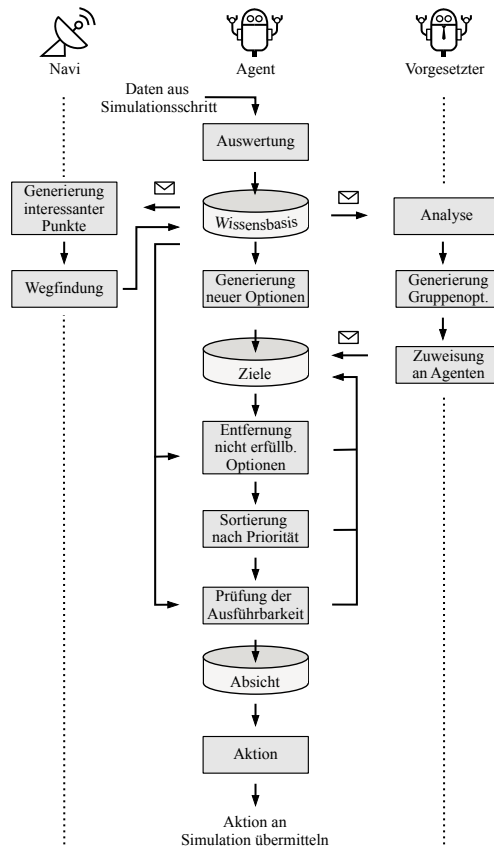 Navi
Agent
Vorgesetzter
Daten aus
Simulationsschritt
Auswertung
Generierung
interessanter
Punkte
Wissensbasis
Analyse
Wegfindung
Generierung
neuer Optionen
Generierung
Gruppenopt.
Ziele
Zuweisung
an Agenten
Entfernung
nicht erfüllb.
Optionen
Sortierung
nach Priorität
Prüfung der
Ausführbarkeit
Absicht
Aktion
Aktion an
Simulation übermitteln